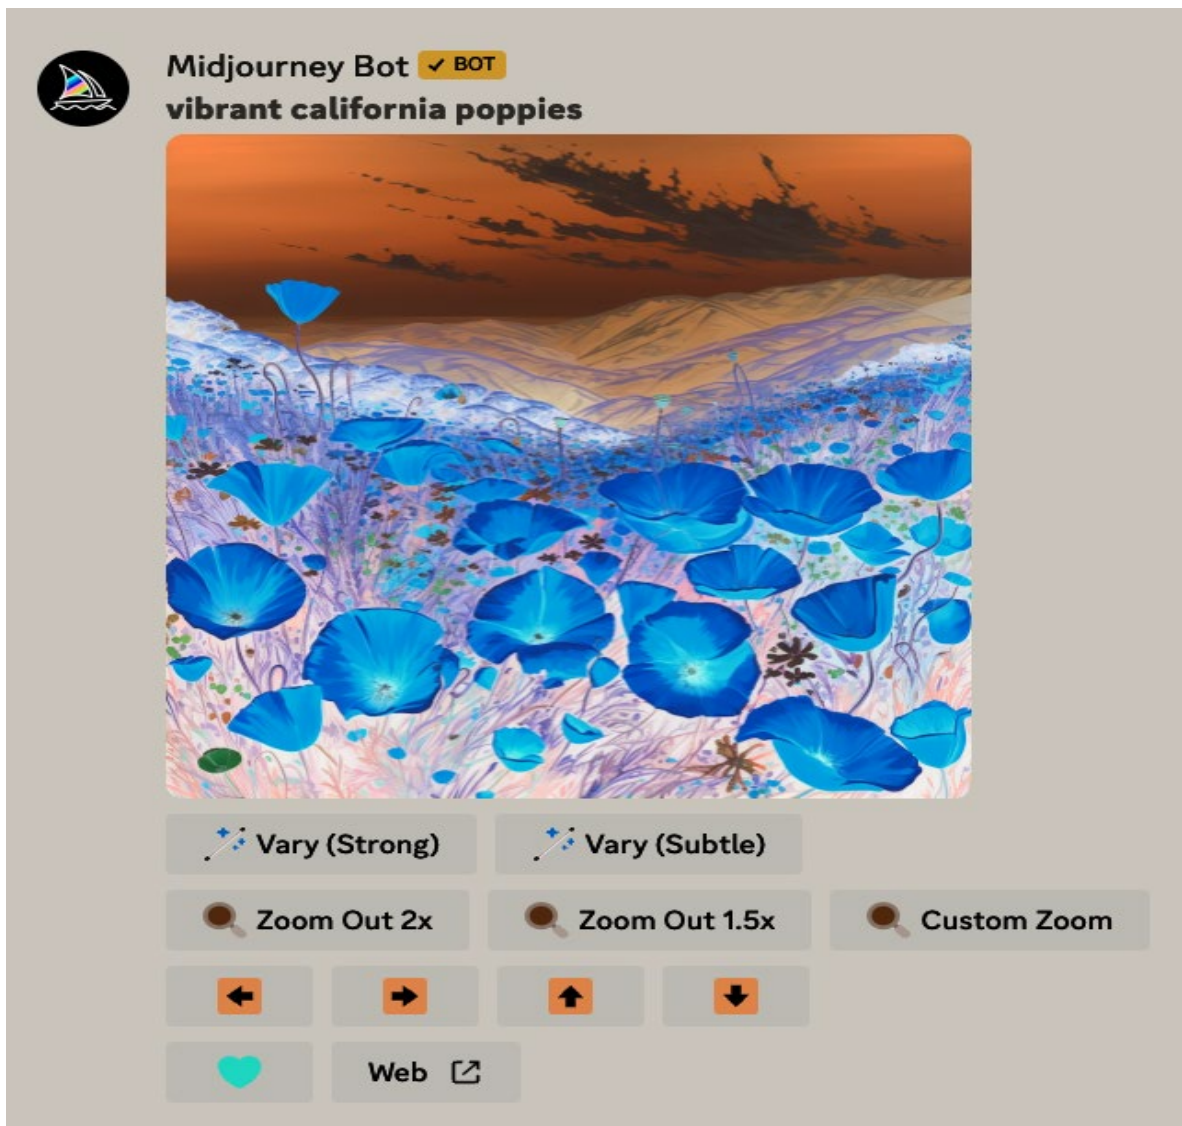 Midjourney Bot ✓ BOT
vibrant california poppies
Vary (Strong) Vary (Subtle)
Zoom Out 2x Zoom Out 1.5x Custom Zoom
Web